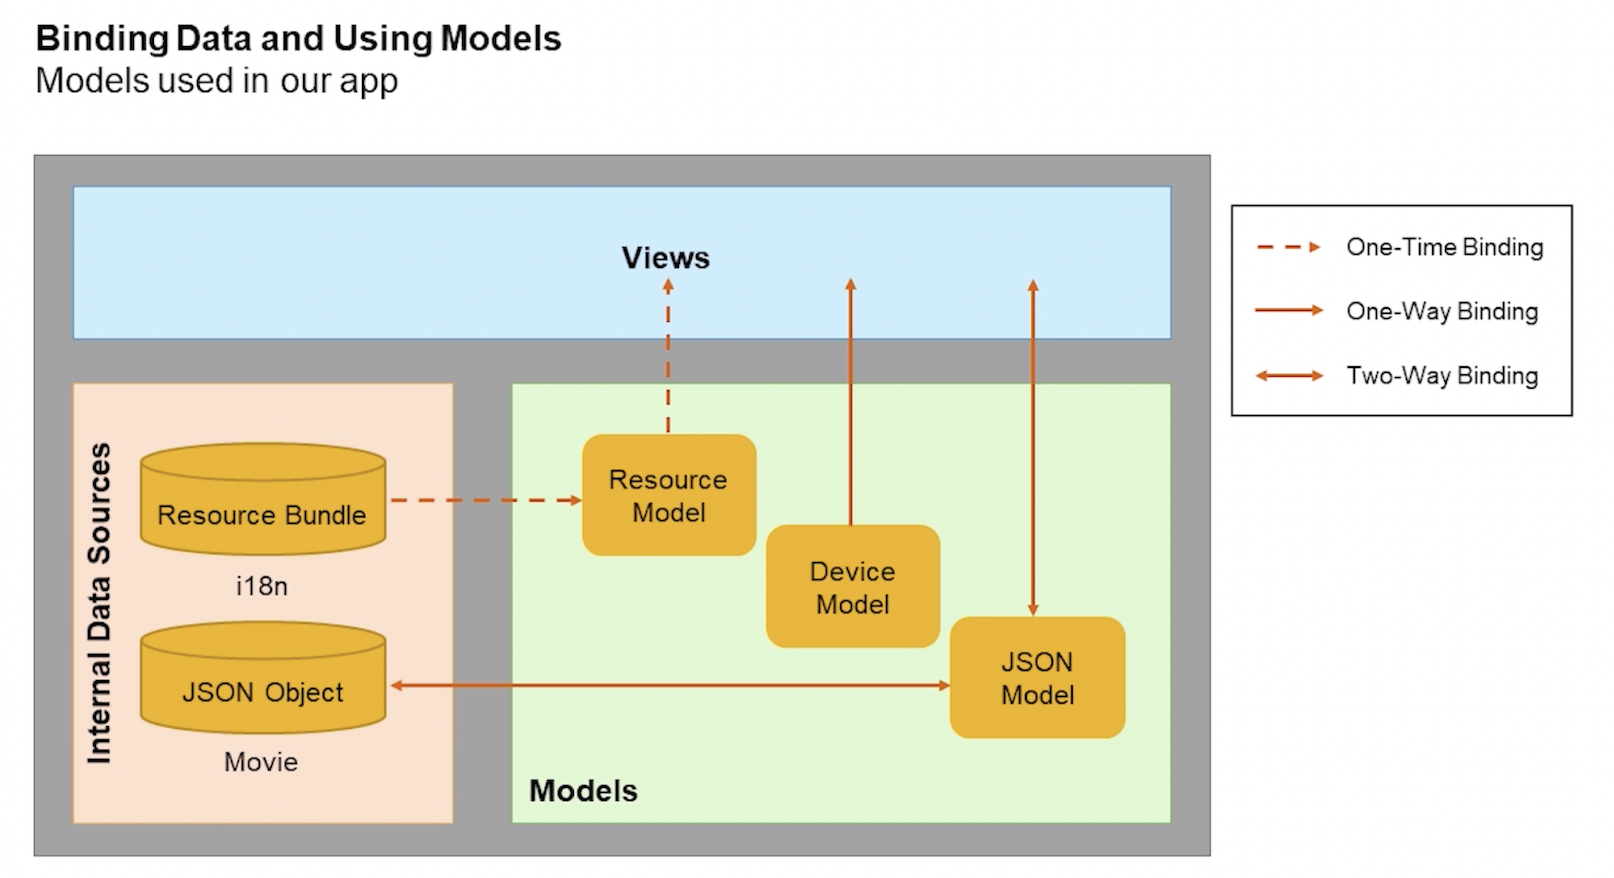 Binding Data and Using Models
Models used in our app
Views
One-Time Binding
One-Way Binding
Two-Way Binding
Internal Data Sources
Resource Bundle
i18n
JSON Object
Movie
Resource
Model
Device
Model
JSON
Model
Models